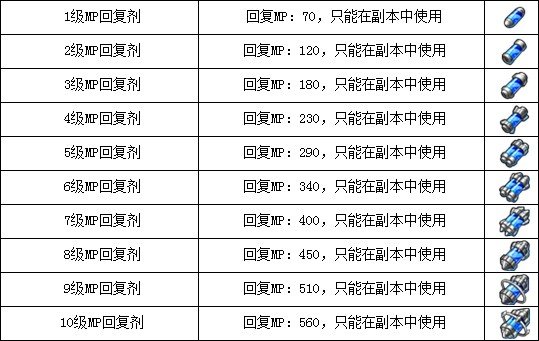 1级MP回复剂 回复MP：70，只能在副本中使用
2级MP回复剂 回复MP：120，只能在副本中使用
3级MP回复剂 回复MP：180，只能在副本中使用
4级MP回复剂 回复MP：230，只能在副本中使用
5级MP回复剂 回复MP：290，只能在副本中使用
6级MP回复剂 回复MP：340，只能在副本中使用
7级MP回复剂 回复MP：400，只能在副本中使用
8级MP回复剂 回复MP：450，只能在副本中使用
9级MP回复剂 回复MP：510，只能在副本中使用
10级MP回复剂 回复MP：560，只能在副本中使用